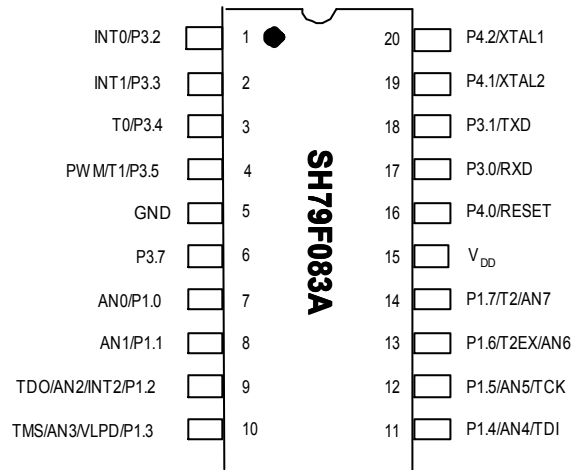 INT0/P3.2 1 20 P4.2/XTAL1
INT1/P3.3 2 19 P4.1/XTAL2
T0/P3.4 3 18 P3.1/TXD
PWM/T1/P3.5 4 17 P3.0/RXD
GND 5 16 P4.0/RESET
P3.7 6 15 VDD
AN0/P1.0 7 14 P1.7/T2/AN7
AN1/P1.1 8 13 P1.6/T2EX/AN6
TDO/AN2/INT2/P1.2 9 12 P1.5/AN5/TCK
TMS/AN3/VLPD/P1.3 10 11 P1.4/AN4/TDI
SH79F083A